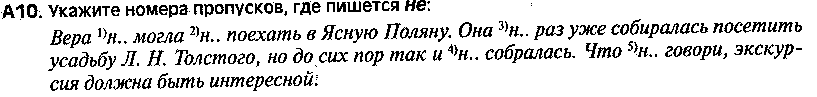 А10. Укажите номера пропусков, где пишется не:
Вера ¹⁾н.. могла ²⁾н.. поехать в Ясную Поляну. Она ³⁾н.. раз уже собиралась посетить
усадьбу Л. Н. Толстого, но до сих пор так и ⁴⁾н.. собралась. Что ⁵⁾н.. говори, экскур-
сия должна быть интересной.